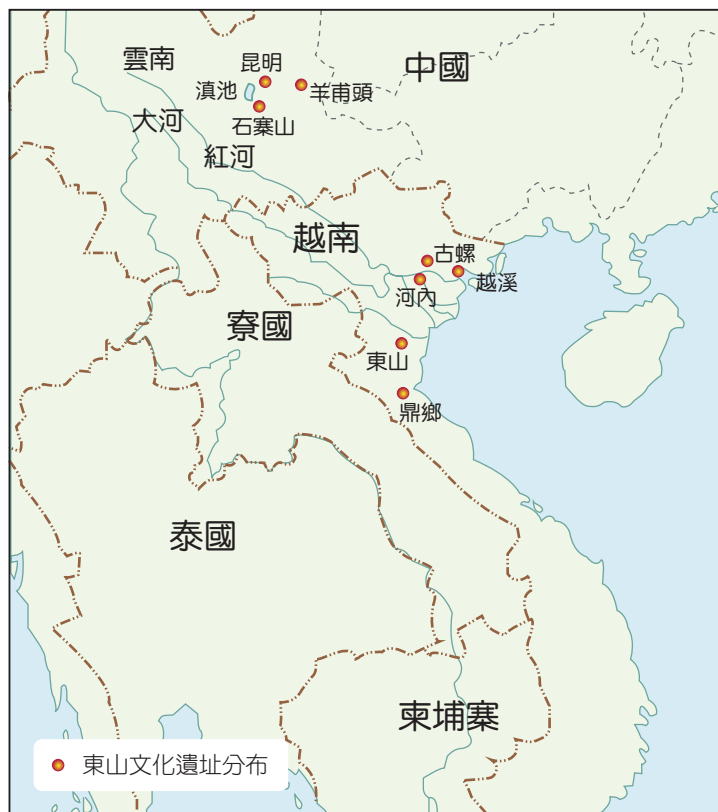 雲南
昆明
中國
滇池
羊甫頭
大河
石寨山
紅河
越南
古螺
越溪
河內
寮國
東山
鼎鄉
泰國
柬埔寨
東山文化遺址分布